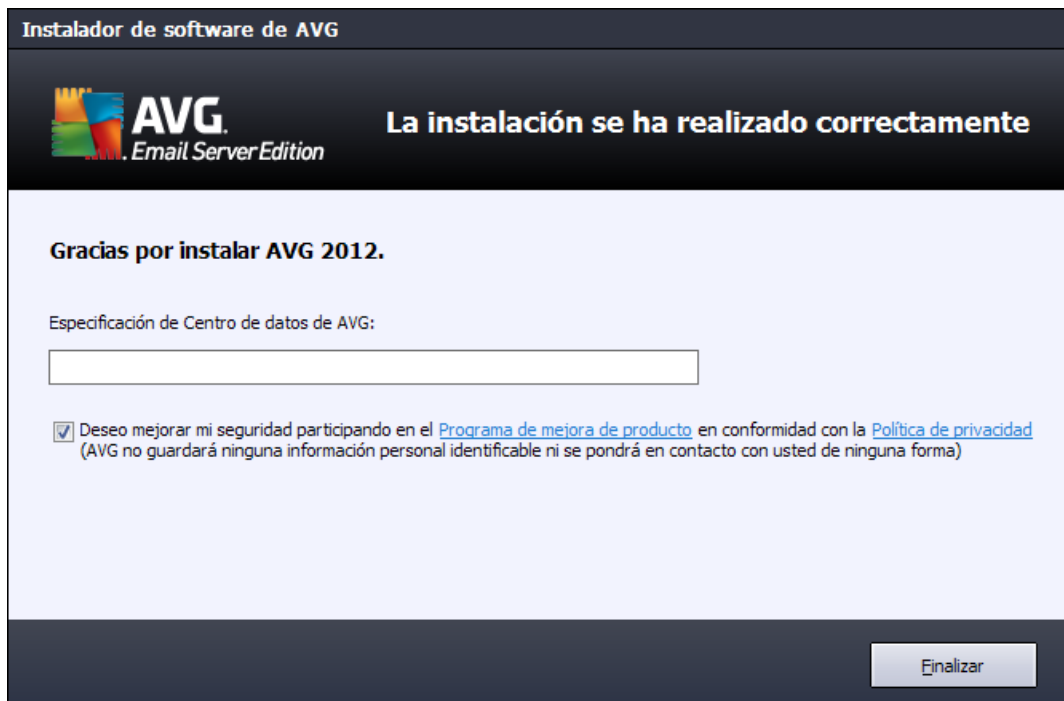 Instalador de software de AVG
AVG.
Email Server Edition
La instalación se ha realizado correctamente
Gracias por instalar AVG 2012.
Especificación de Centro de datos de AVG:
Deseo mejorar mi seguridad participando en el Programa de mejora de producto en conformidad con la Política de privacidad
(AVG no guardará ninguna información personal identificable ni se pondrá en contacto con usted de ninguna forma)
Finalizar